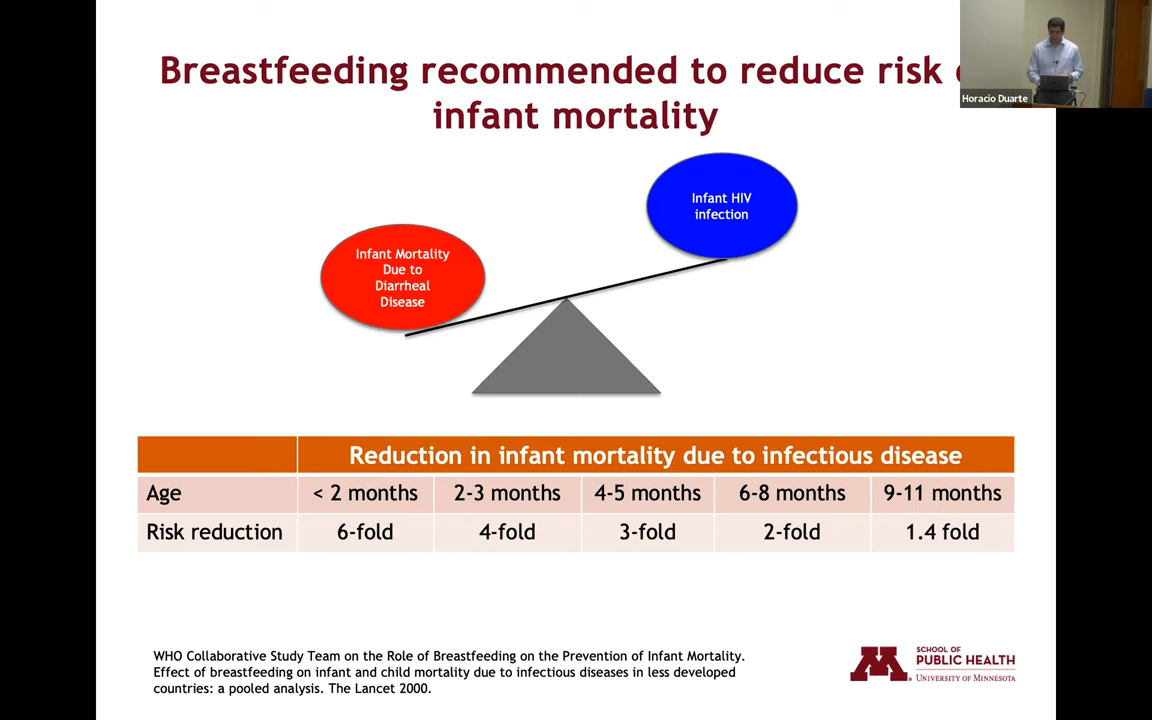 Breastfeeding recommended to reduce risk
infant mortality
Horacio Duarte
Infant HIV
infection
Infant Mortality
Due to
Diarrheal
Disease
Reduction in infant mortality due to infectious disease
Age < 2 months 2-3 months 4-5 months 6-8 months 9-11 months
Risk reduction 6-fold 4-fold 3-fold 2-fold 1.4 fold
WHO Collaborative Study Team on the Role of Breastfeeding on the Prevention of Infant Mortality.
Effect of breastfeeding on infant and child mortality due to infectious diseases in less developed
countries: a pooled analysis. The Lancet 2000.
M
SCHOOL OF
PUBLIC HEALTH
UNIVERSITY OF MINNESOTA